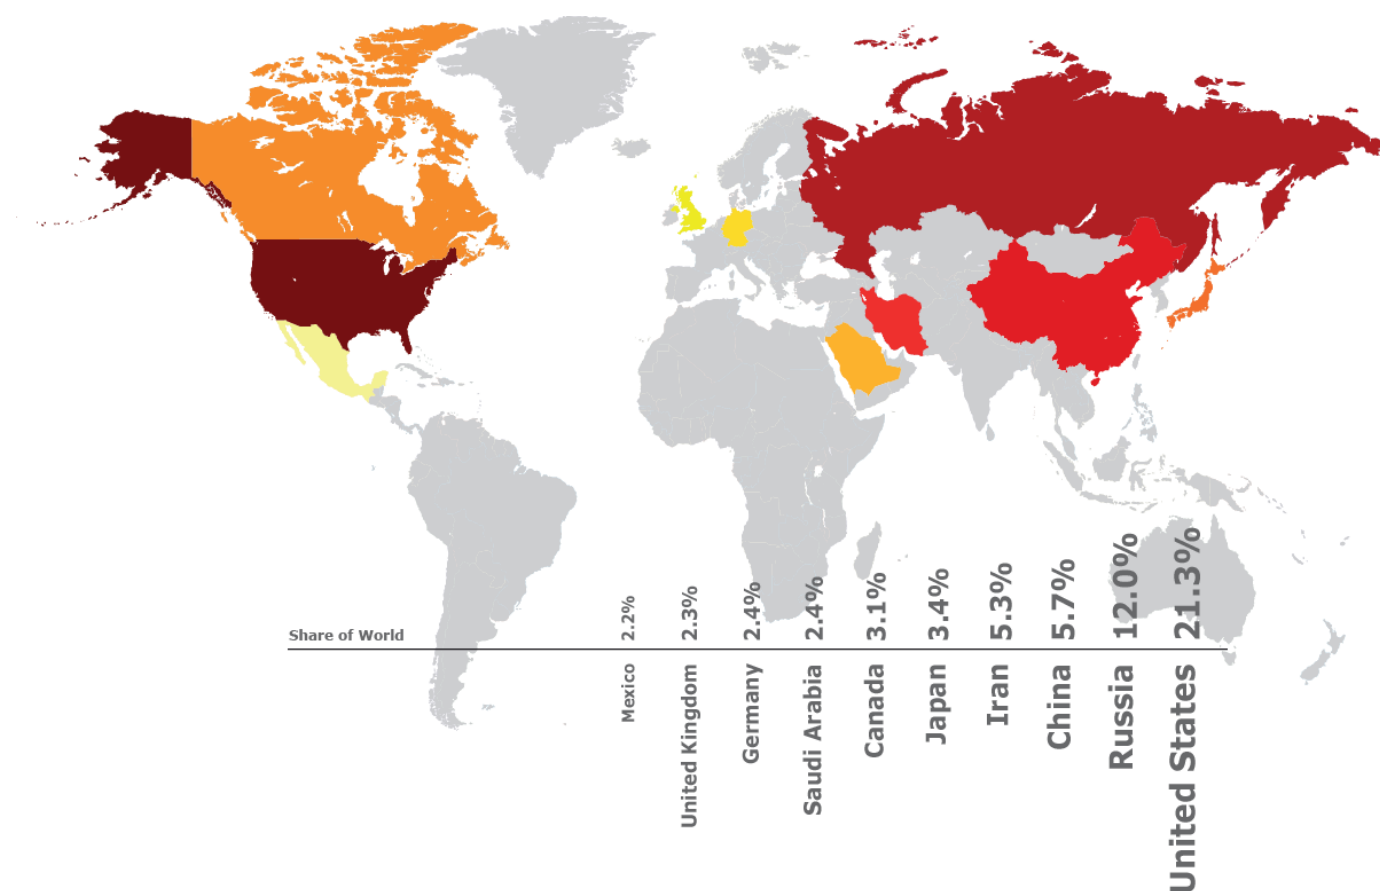 Share of World
2.2%
2.3%
2.4%
2.4%
3.1%
3.4%
5.3%
5.7%
12.0%
21.3%
Mexico
United Kingdom
Germany
Saudi Arabia
Canada
Japan
Iran
China
Russia
United States